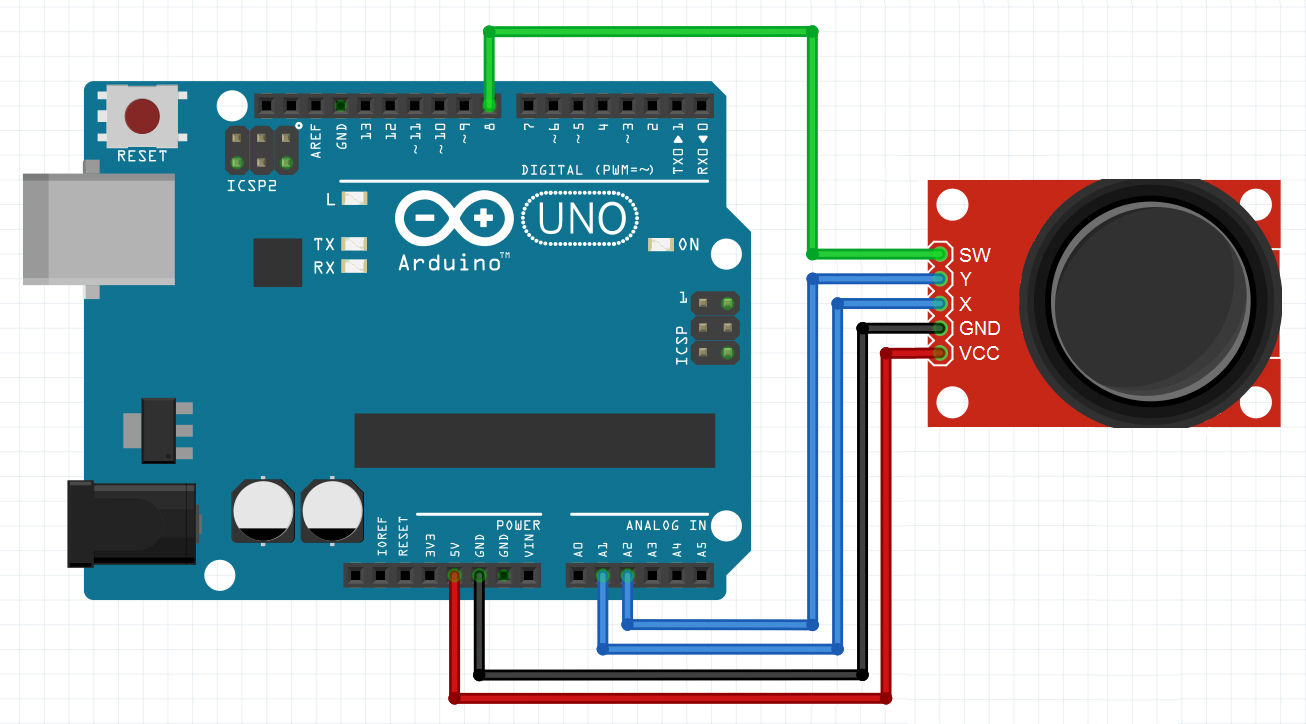 RESET
ICSP2
AREF
GND
13
12
~11
~10
~9
8
7
~6
~5
4
~3
2
TX0▶1
RX0◀0
DIGITAL (PWM=~)
L
TX
RX
UNO
Arduino™
ON
1
ICSP
SW
Y
X
GND
VCC
POWER
ANALOG IN
IOREF
RESET
3V3
5V
GND
GND
VIN
A0
A1
A2
A3
A4
A5